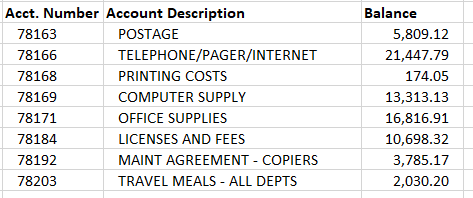 Acct. Number Account Description Balance
78163 POSTAGE 5,809.12
78166 TELEPHONE/PAGER/INTERNET 21,447.79
78168 PRINTING COSTS 174.05
78169 COMPUTER SUPPLY 13,313.13
78171 OFFICE SUPPLIES 16,816.91
78184 LICENSES AND FEES 10,698.32
78192 MAINT AGREEMENT - COPIERS 3,785.17
78203 TRAVEL MEALS - ALL DEPTS 2,030.20